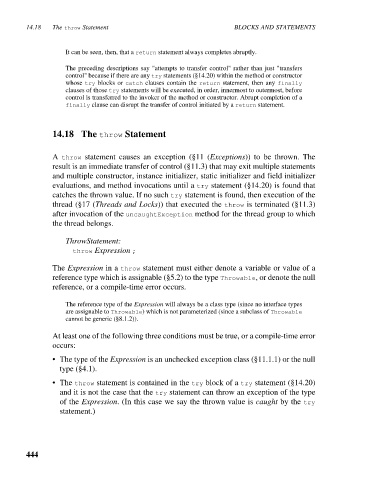 14.18 The throw Statement BLOCKS AND STATEMENTS
It can be seen, then, that a return statement always completes abruptly.
The preceding descriptions say "attempts to transfer control" rather than just "transfers
control" because if there are any try statements (§14.20) within the method or constructor
whose try blocks or catch clauses contain the return statement, then any finally
clauses of those try statements will be executed, in order, innermost to outermost, before
control is transferred to the invoker of the method or constructor. Abrupt completion of a
finally clause can disrupt the transfer of control initiated by a return statement.
14.18 The throw Statement
A throw statement causes an exception (§11 (Exceptions)) to be thrown. The
result is an immediate transfer of control (§11.3) that may exit multiple statements
and multiple constructor, instance initializer, static initializer and field initializer
evaluations, and method invocations until a try statement (§14.20) is found that
catches the thrown value. If no such try statement is found, then execution of the
thread (§17 (Threads and Locks)) that executed the throw is terminated (§11.3)
after invocation of the uncaughtException method for the thread group to which
the thread belongs.
ThrowStatement:
throw Expression ;
The Expression in a throw statement must either denote a variable or value of a
reference type which is assignable (§5.2) to the type Throwable, or denote the null
reference, or a compile-time error occurs.
The reference type of the Expression will always be a class type (since no interface types
are assignable to Throwable) which is not parameterized (since a subclass of Throwable
cannot be generic (§8.1.2)).
At least one of the following three conditions must be true, or a compile-time error
occurs:
• The type of the Expression is an unchecked exception class (§11.1.1) or the null
type (§4.1).
• The throw statement is contained in the try block of a try statement (§14.20)
and it is not the case that the try statement can throw an exception of the type
of the Expression. (In this case we say the thrown value is caught by the try
statement.)
444